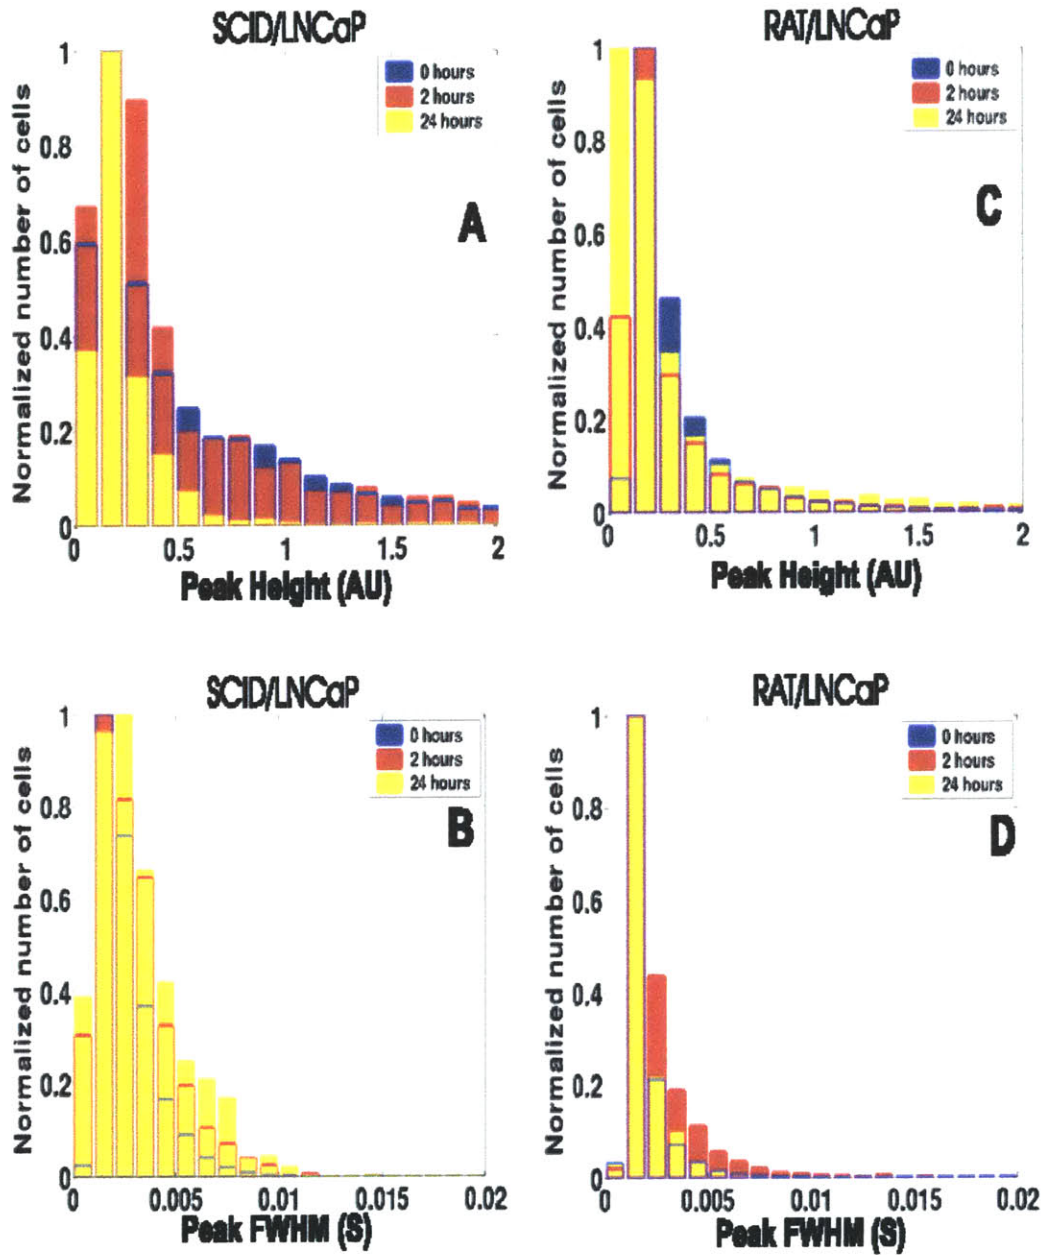 SCID/LNCaP
1
0.8
0.6
0.4
0.2
0
Normalized number of cells
0 hours
2 hours
24 hours
A
0 0.5 1 1.5 2
Peak Height (AU)
RAT/LNCaP
1
0.8
0.6
0.4
0.2
0
Normalized number of cells
0 hours
2 hours
24 hours
C
0 0.5 1 1.5 2
Peak Height (AU)
SCID/LNCaP
1
0.8
0.6
0.4
0.2
0
Normalized number of cells
0 hours
2 hours
24 hours
B
0 0.005 0.01 0.015 0.02
Peak FWHM (S)
RAT/LNCaP
1
0.8
0.6
0.4
0.2
0
Normalized number of cells
0 hours
2 hours
24 hours
D
0 0.005 0.01 0.015 0.02
Peak FWHM (S)